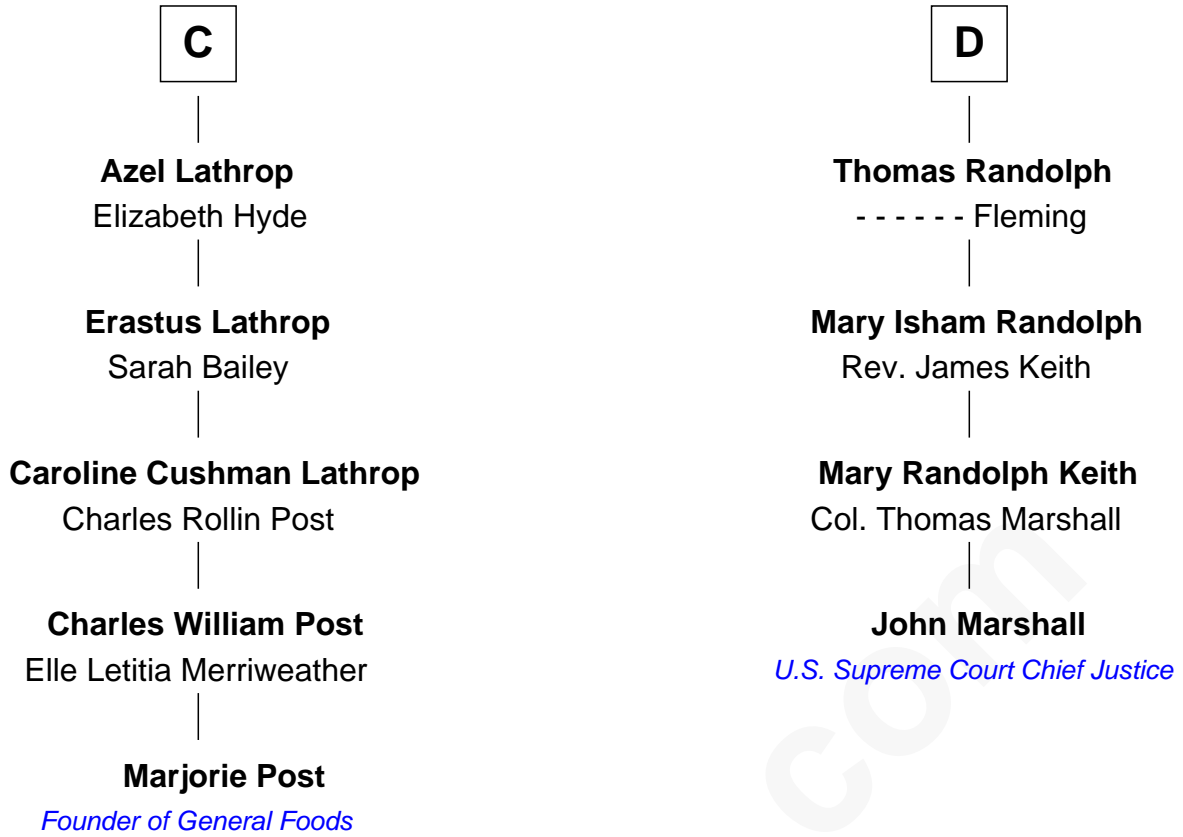 C
Azel Lathrop
Elizabeth Hyde
Erastus Lathrop
Sarah Bailey
Caroline Cushman Lathrop
Charles Rollin Post
Charles William Post
Elle Letitia Merriweather
Marjorie Post
Founder of General Foods
D
Thomas Randolph
- - - - - - Fleming
Mary Isham Randolph
Rev. James Keith
Mary Randolph Keith
Col. Thomas Marshall
John Marshall
U.S. Supreme Court Chief Justice
com